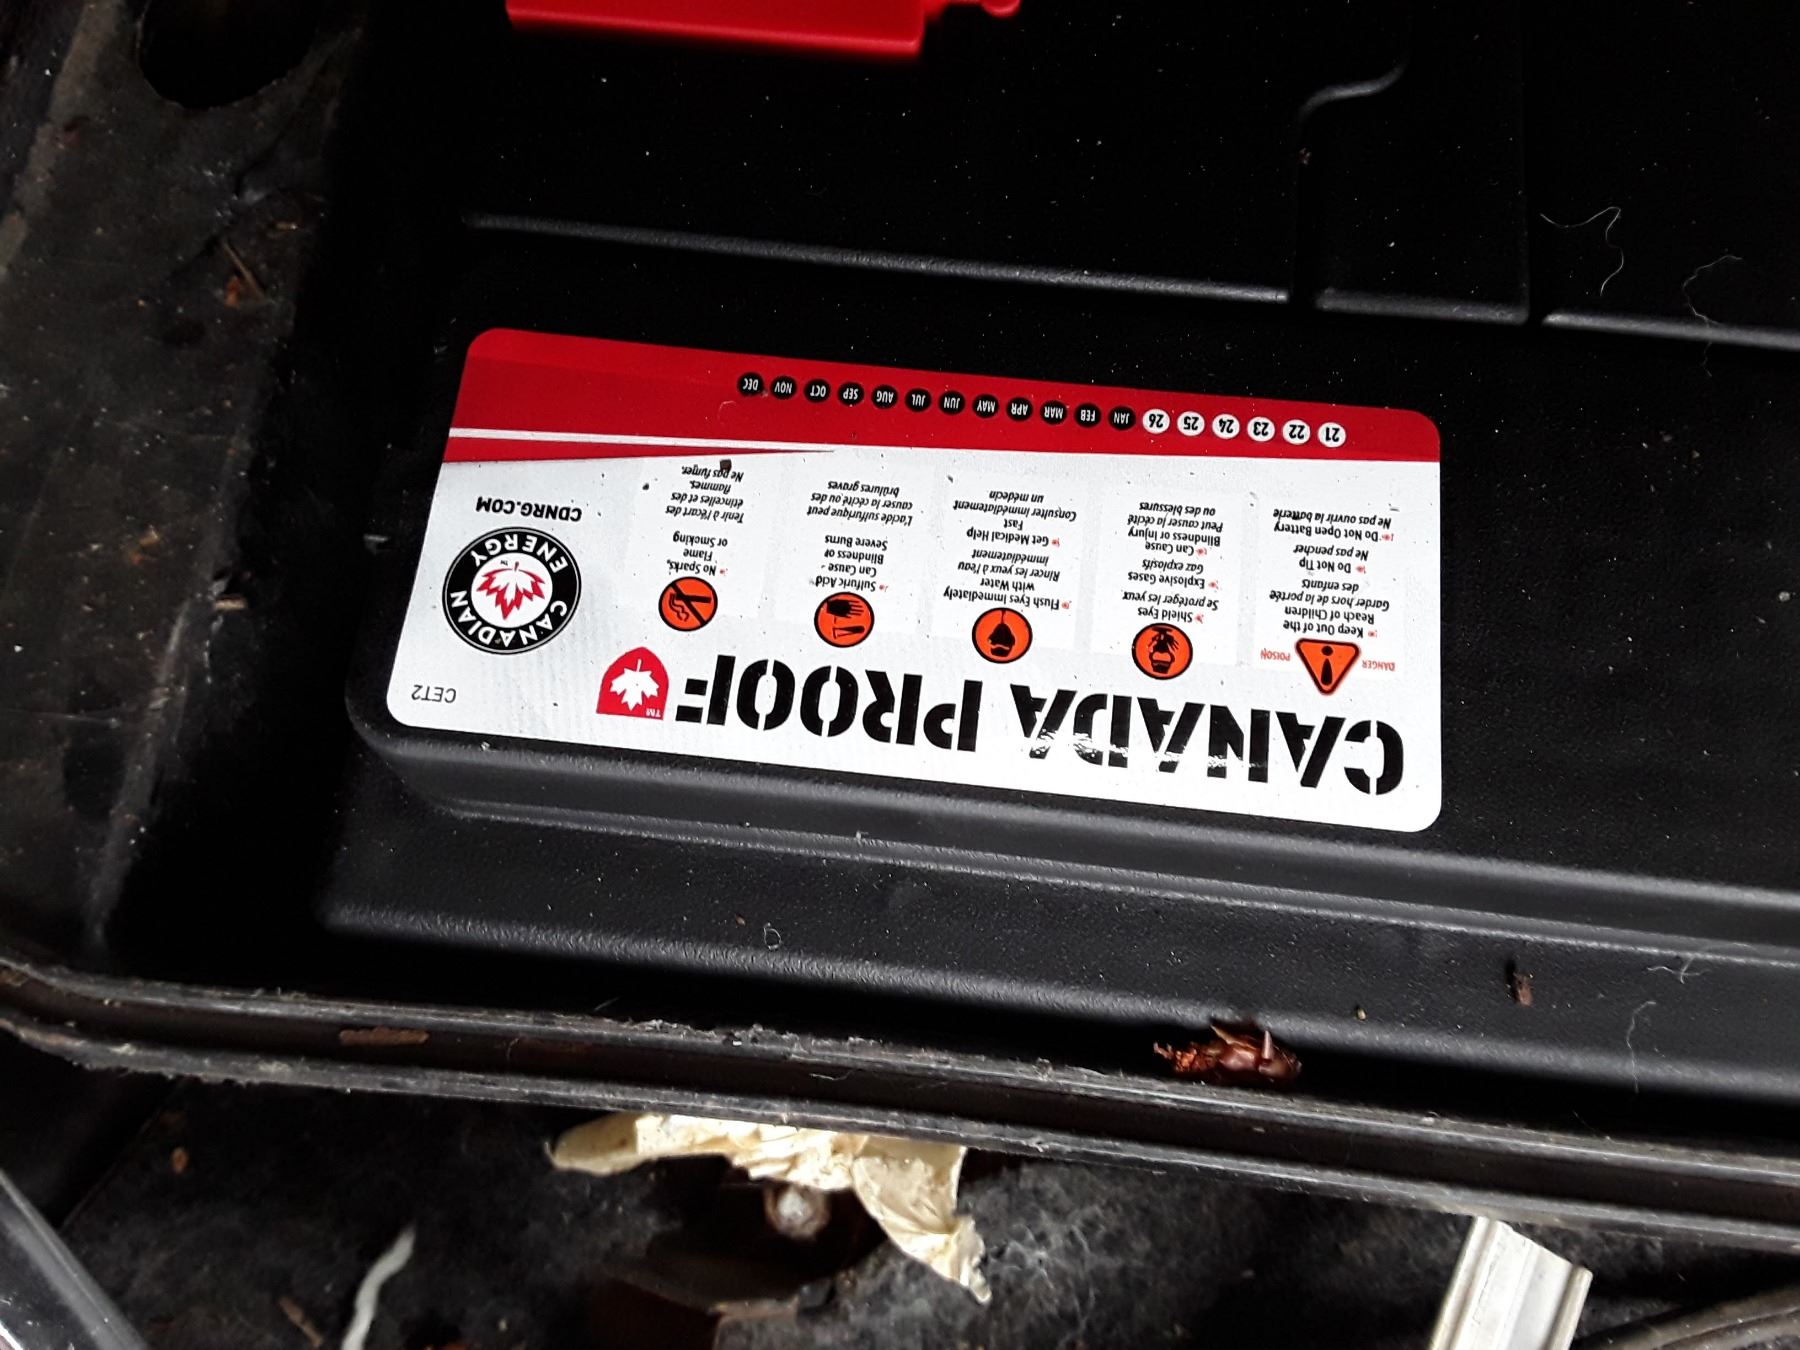 CANADA PROOF™
CET2
DANGER
POISON
Keep Out of the
Reach of Children
Garder hors de la portée
des enfants
Do Not Tip
Ne pas pencher
Do Not Open Battery
Ne pas ouvrir la batterie
Shield Eyes
Se protéger les yeux
Explosive Gases
Gaz explosifs
Can Cause
Blindness or Injury
Peut causer la cécité
ou des blessures
Flush Eyes Immediately
with Water
Rincer les yeux à l'eau
immédiatement
Get Medical Help
Fast
Consulter immédiatement
un médecin
Sulfuric Acid
Can Cause -
Blindness or
Severe Burns
L'acide sulfurique peut
causer la cécité ou des
brûlures graves
No Sparks,
Flame
or Smoking
Tenir à l'écart des
étincelles et des
flammes.
Ne pas fumer.
CANADIAN ENERGY™
CDNRG.COM
21 22 23 24 25 26 JAN FEB MAR APR MAY JUN JUL AUG SEP OCT NOV DEC